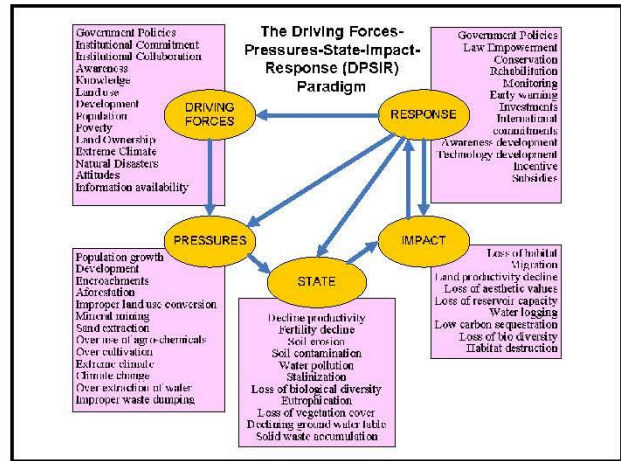 The Driving Forces-
Pressures-State-Impact-
Response (DPSIR)
Paradigm
Government Policies
Institutional Commitment
Institutional Collaboration
Awareness
Knowledge
Land use
Development
Population
Poverty
Land Ownership
Extreme Climate
Natural Disasters
Attitudes
Information availability
DRIVING
FORCES
RESPONSE
Government Policies
Law Empowerment
Conservation
Rehabilitation
Monitoring
Early warning
Investments
International
commitments
Awareness development
Technology development
Incentive
Subsidies
PRESSURES
STATE
IMPACT
Population growth
Development
Encroachments
Aforestation
Improper land use conversion
Mineral mining
Sand extraction
Over use of agro-chemicals
Over cultivation
Extreme climate
Climate change
Over extraction of water
Improper waste dumping
Decline productivity
Fertility decline
Soil erosion
Soil contamination
Water pollution
Stalinization
Loss of biological diversity
Eutrophication
Loss of vegetation cover
Declining ground water table
Solid waste accumulation
Loss of habitat
Migration
Land productivity decline
Loss of aesthetic values
Loss of reservoir capacity
Water logging
Low carbon sequestration
Loss of bio diversity
Habitat destruction